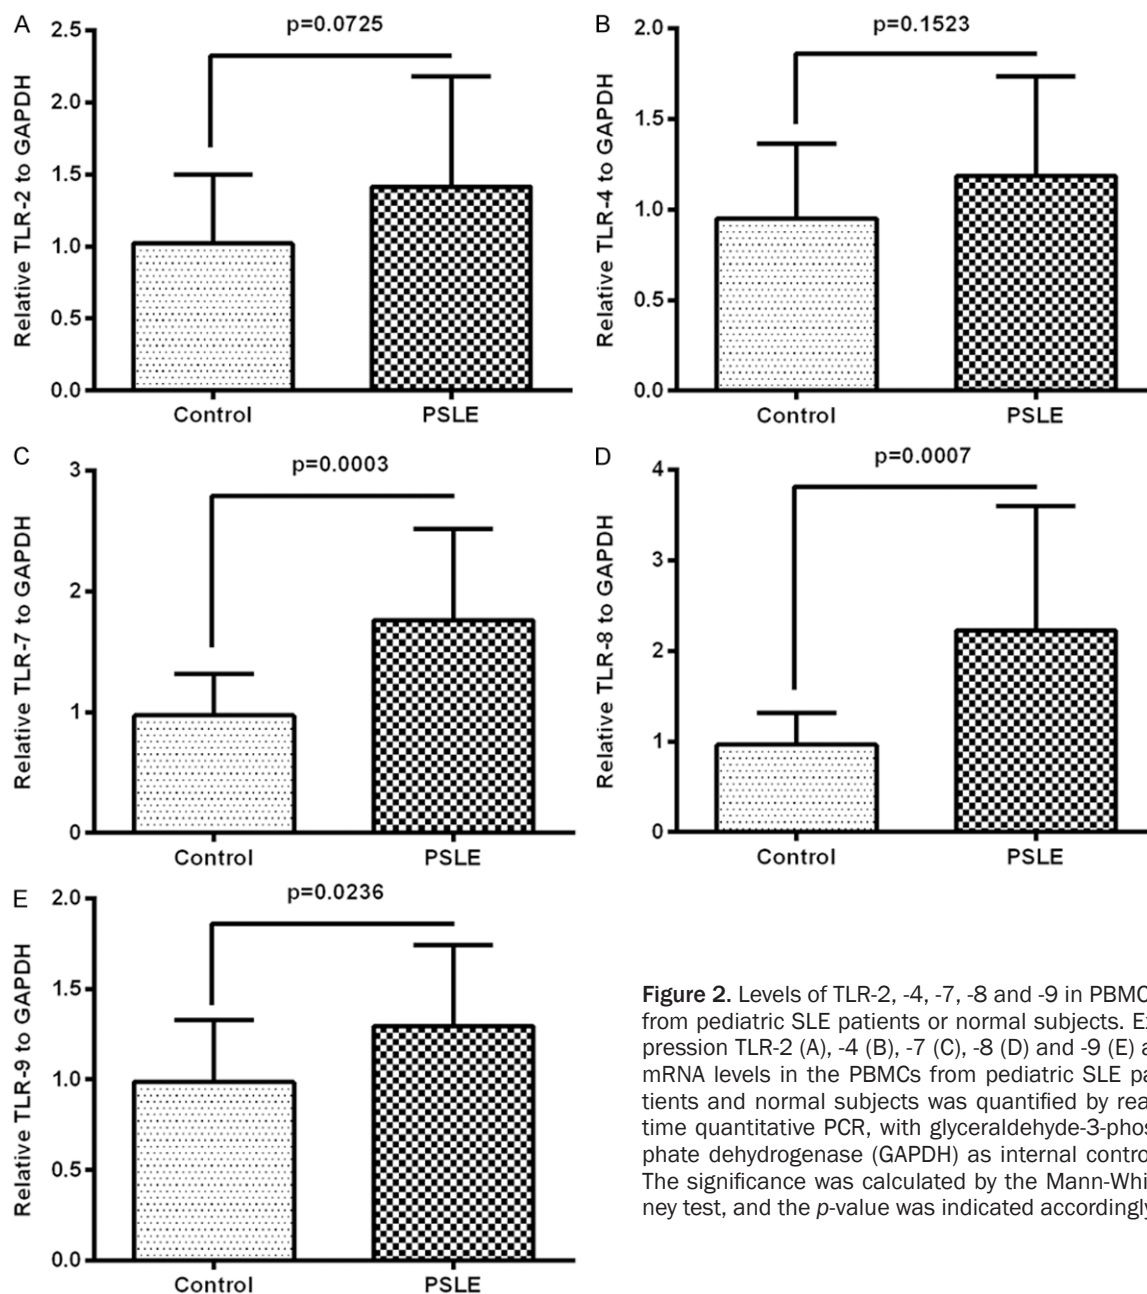 A
p=0.0725
Relative TLR-2 to GAPDH
2.5
2.0
1.5
1.0
0.5
0.0
Control PSLE
B
p=0.1523
Relative TLR-4 to GAPDH
2.0
1.5
1.0
0.5
0.0
Control PSLE
C
p=0.0003
Relative TLR-7 to GAPDH
3
2
1
0
Control PSLE
D
p=0.0007
Relative TLR-8 to GAPDH
4
3
2
1
0
Control PSLE
E
p=0.0236
Relative TLR-9 to GAPDH
2.0
1.5
1.0
0.5
0.0
Control PSLE
Figure 2. Levels of TLR-2, -4, -7, -8 and -9 in PBMC
from pediatric SLE patients or normal subjects. Ex
pression TLR-2 (A), -4 (B), -7 (C), -8 (D) and -9 (E) a
mRNA levels in the PBMCs from pediatric SLE pa
tients and normal subjects was quantified by rea
time quantitative PCR, with glyceraldehyde-3-phos
phate dehydrogenase (GAPDH) as internal control
The significance was calculated by the Mann-Whi
ney test, and the p-value was indicated accordingly